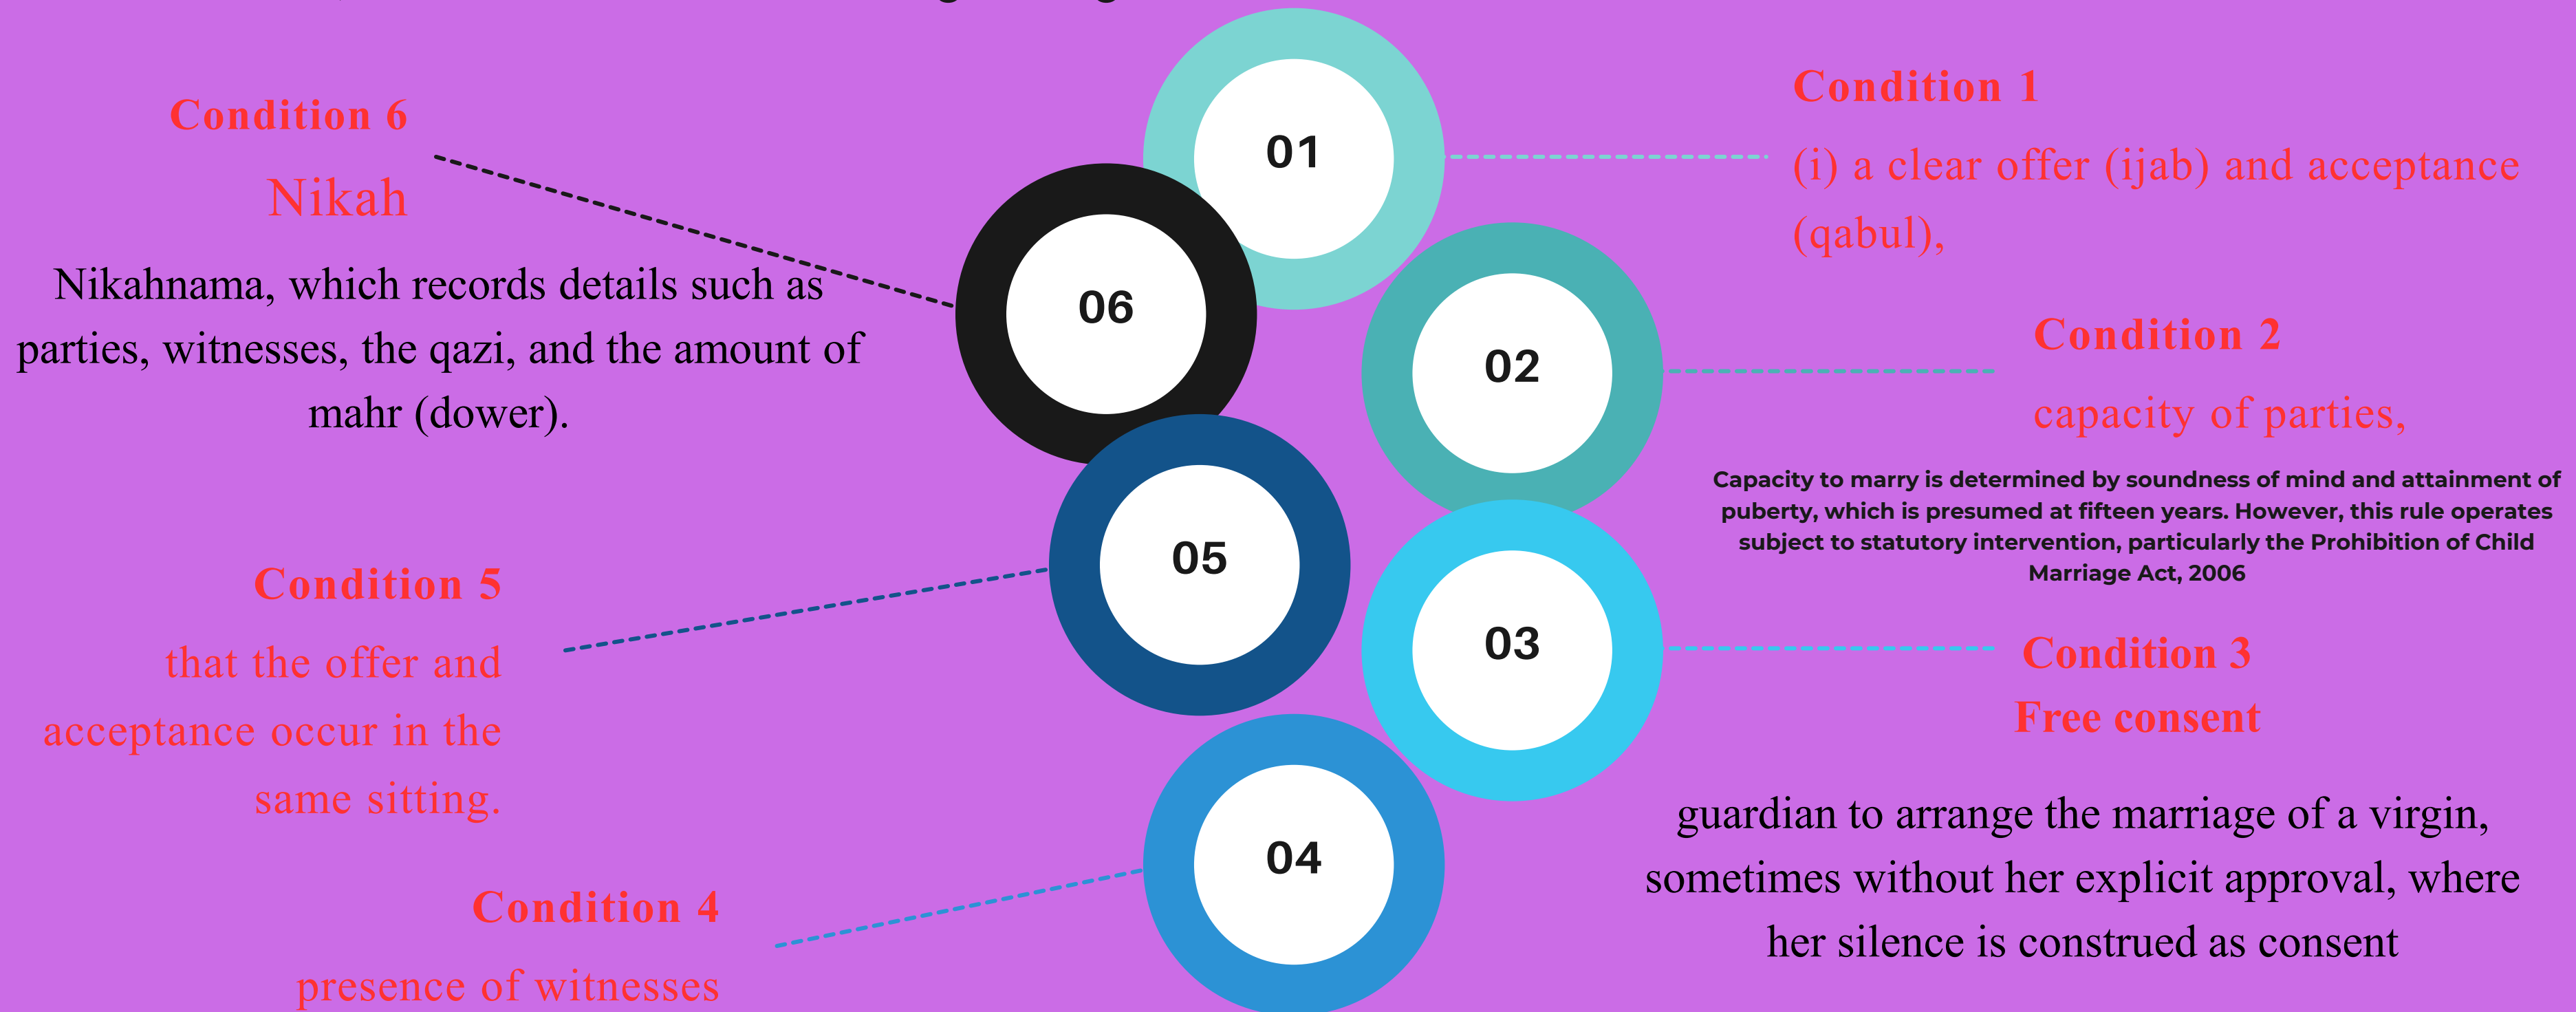 01
Condition 1
(i) a clear offer (ijab) and acceptance
(qabul),
02
Condition 2
capacity of parties,
Capacity to marry is determined by soundness of mind and attainment of
puberty, which is presumed at fifteen years. However, this rule operates
subject to statutory intervention, particularly the Prohibition of Child
Marriage Act, 2006
03
Condition 3
Free consent
guardian to arrange the marriage of a virgin,
sometimes without her explicit approval, where
her silence is construed as consent
04
Condition 4
presence of witnesses
05
Condition 5
that the offer and
acceptance occur in the
same sitting.
06
Condition 6
Nikah
Nikahnama, which records details such as
parties, witnesses, the qazi, and the amount of
mahr (dower).